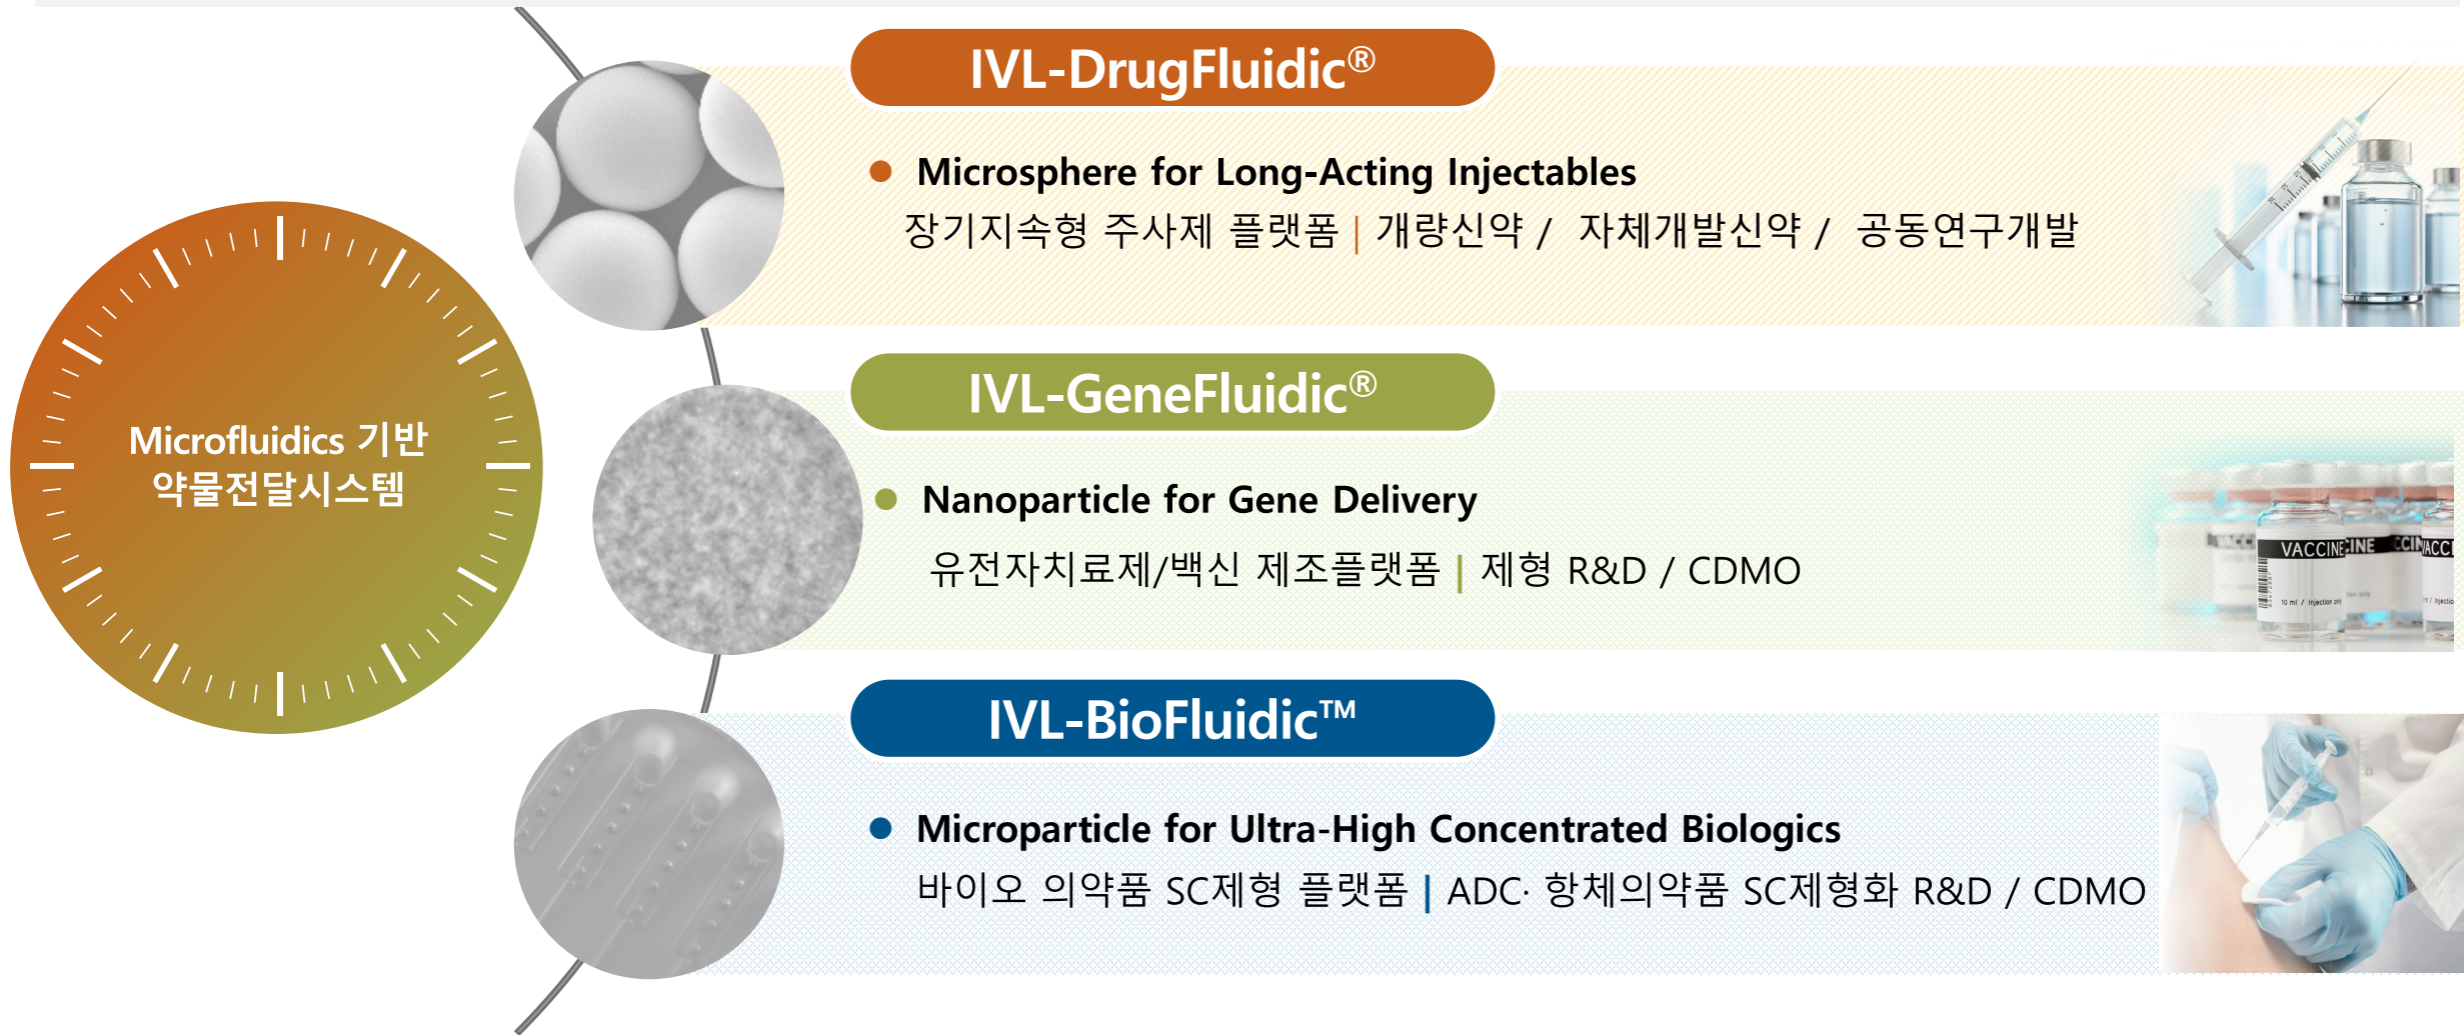 Microfluidics 기반
약물전달시스템
IVL-DrugFluidic®
Microsphere for Long-Acting Injectables
장기지속형 주사제 플랫폼 | 개량신약 / 자체개발신약 / 공동연구개발
IVL-GeneFluidic®
Nanoparticle for Gene Delivery
유전자치료제/백신 제조플랫폼 | 제형 R&D / CDMO
VACCINE
10 ml / Injection only
IVL-BioFluidic™
Microparticle for Ultra-High Concentrated Biologics
바이오 의약품 SC제형 플랫폼 | ADC· 항체의약품 SC제형화 R&D / CDMO